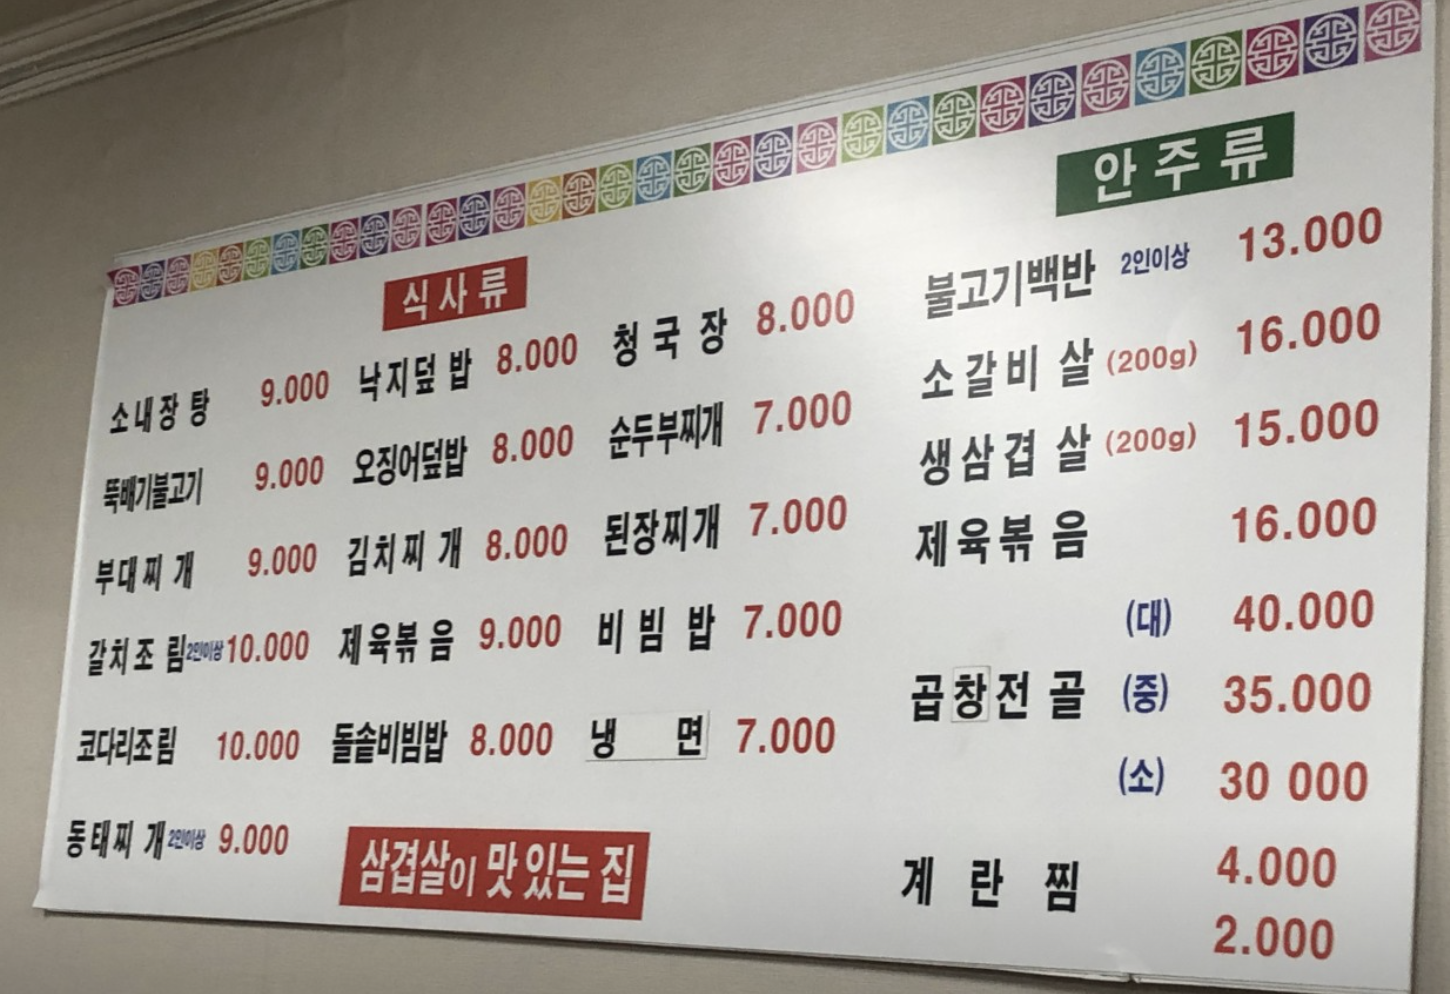 안주류
식사류
소내장탕 9.000
뚝배기불고기 9.000
부대찌개 9.000
갈치조림 2인이상 10.000
코다리조림 10.000
동태찌개 2인이상 9.000
낙지덮밥 8.000
오징어덮밥 8.000
김치찌개 8.000
제육볶음 9.000
돌솥비빔밥 8.000
청국장 8.000
순두부찌개 7.000
된장찌개 7.000
비빔밥 7.000
냉면 7.000
삼겹살이 맛있는 집
불고기백반 2인이상 13.000
소갈비살 (200g) 16.000
생삼겹살 (200g) 15.000
제육볶음 16.000
(대) 40.000
곱창전골 (중) 35.000
(소) 30 000
계란찜 4.000
2.000